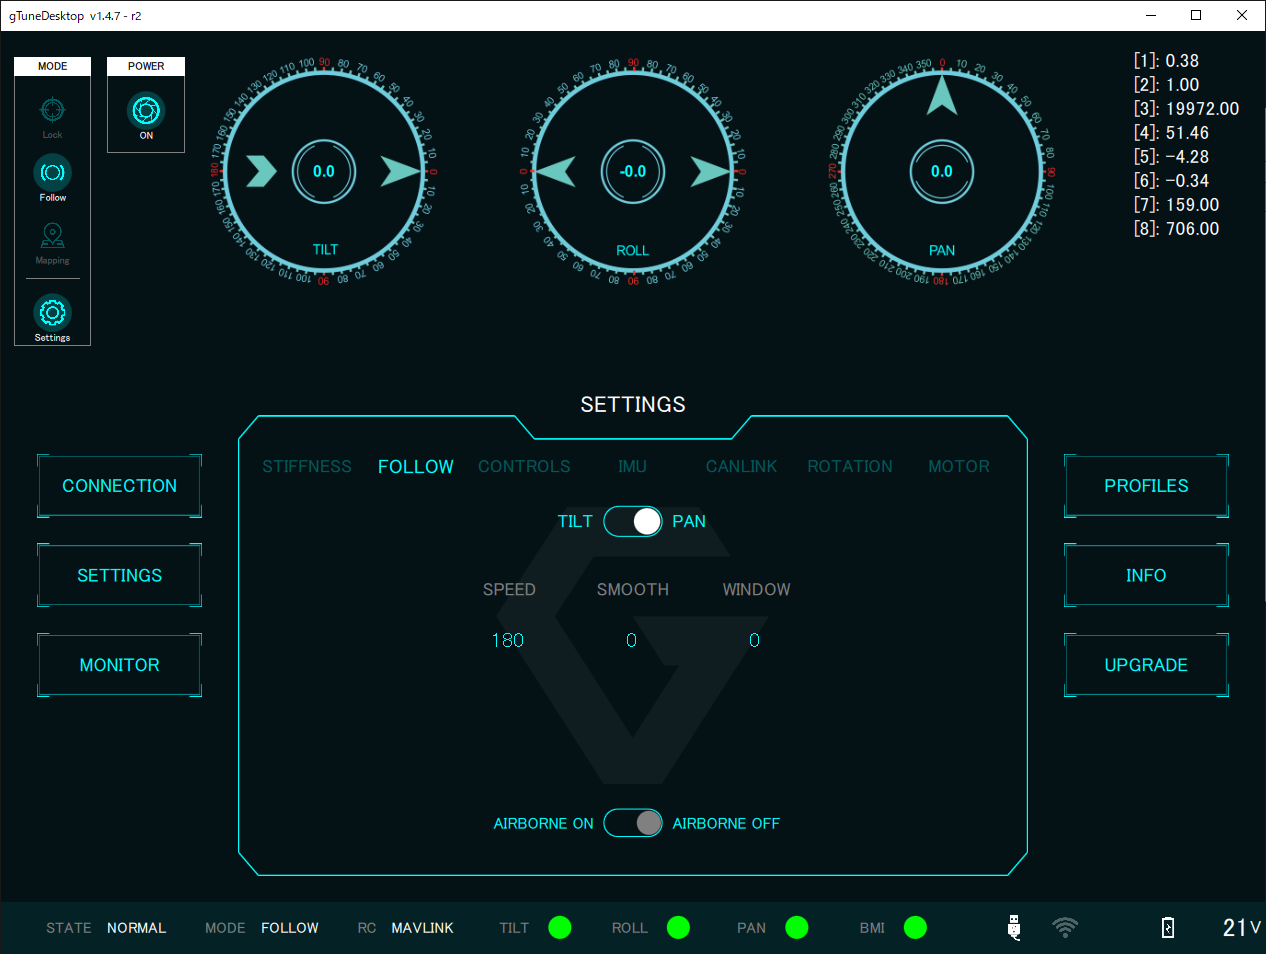 gTuneDesktop v1.4.7 - r2
MODE
POWER
Lock
ON
Follow
Mapping
Settings
0.0
TILT
-0.0
ROLL
0.0
PAN
[1]: 0.38
[2]: 1.00
[3]: 19972.00
[4]: 51.46
[5]: -4.28
[6]: -0.34
[7]: 159.00
[8]: 706.00
SETTINGS
CONNECTION
SETTINGS
MONITOR
STIFFNESS FOLLOW CONTROLS IMU CANLINK ROTATION MOTOR
TILT PAN
SPEED SMOOTH WINDOW
180 0 0
AIRBORNE ON AIRBORNE OFF
PROFILES
INFO
UPGRADE
STATE NORMAL MODE FOLLOW RC MAVLINK TILT ROLL PAN BMI 21V